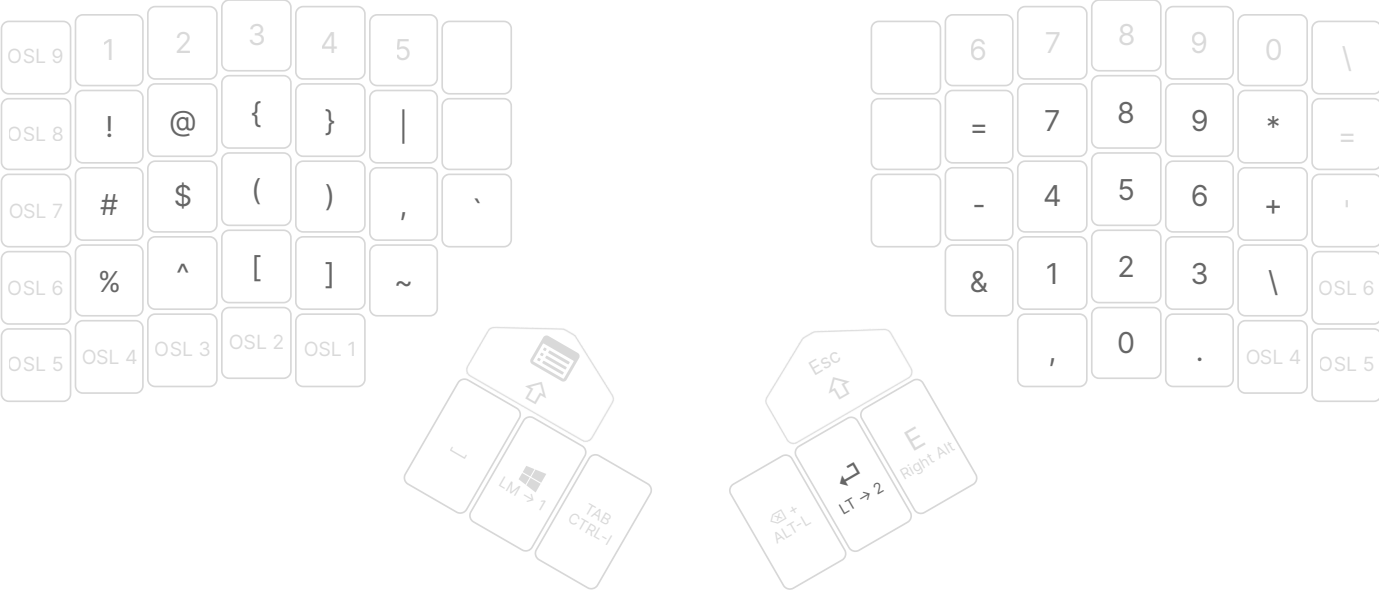 OSL 9 1 2 3 4 5 6 7 8 9 0 \
OSL 8 ! @ { } | = 7 8 9 * =
OSL 7 # $ ( ) , ` - 4 5 6 + '
OSL 6 % ^ [ ] ~ & 1 2 3 \ OSL 6
OSL 5 OSL 4 OSL 3 OSL 2 OSL 1 , 0 . OSL 4 OSL 5
Esc
LM → 1
TAB
CTRL-/
+
ALT-L
LT → 2
E
Right Alt